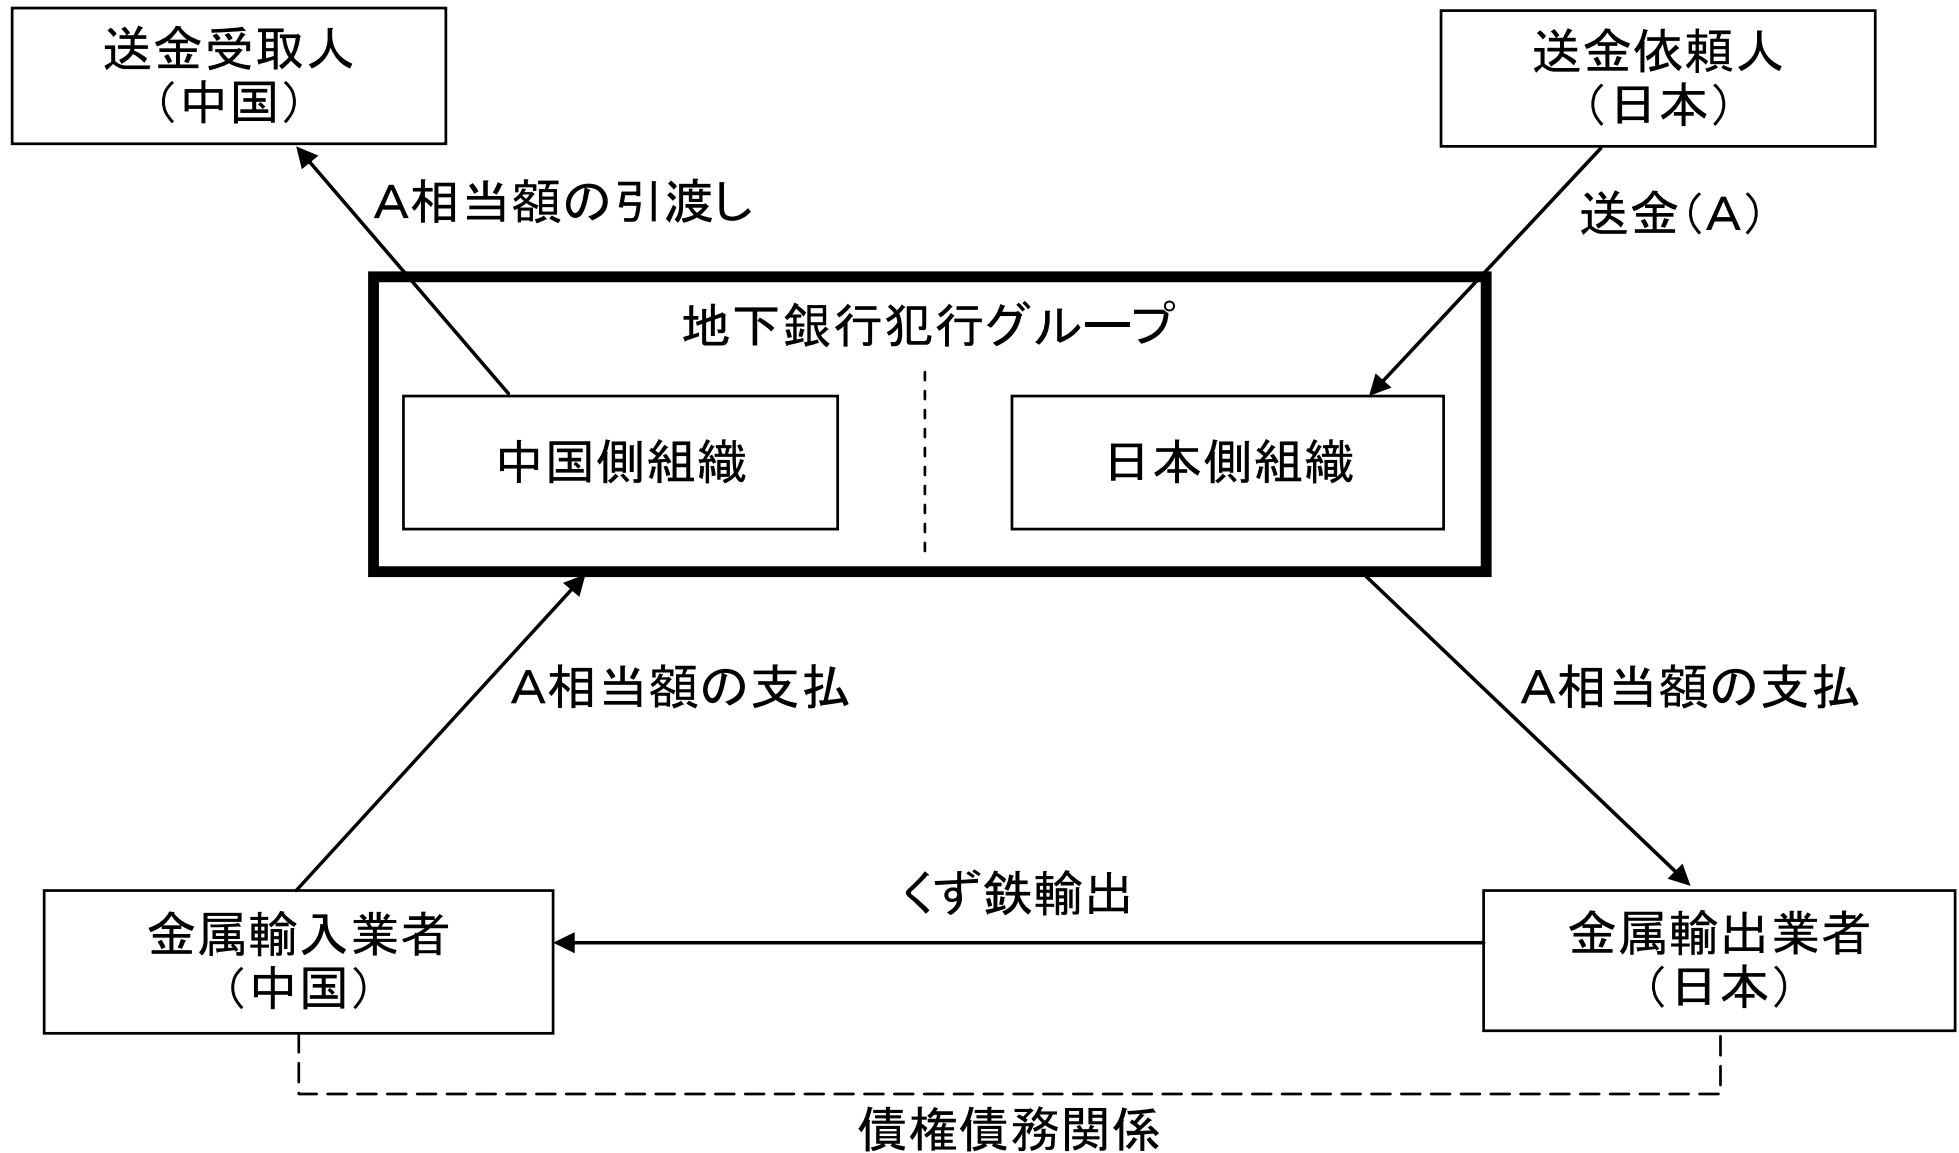 送金受取人
（中国）
送金依頼人
（日本）
Ａ相当額の引渡し
送金（Ａ）
地下銀行犯行グループ
中国側組織
日本側組織
Ａ相当額の支払
Ａ相当額の支払
くず鉄輸出
金属輸入業者
（中国）
金属輸出業者
（日本）
債権債務関係